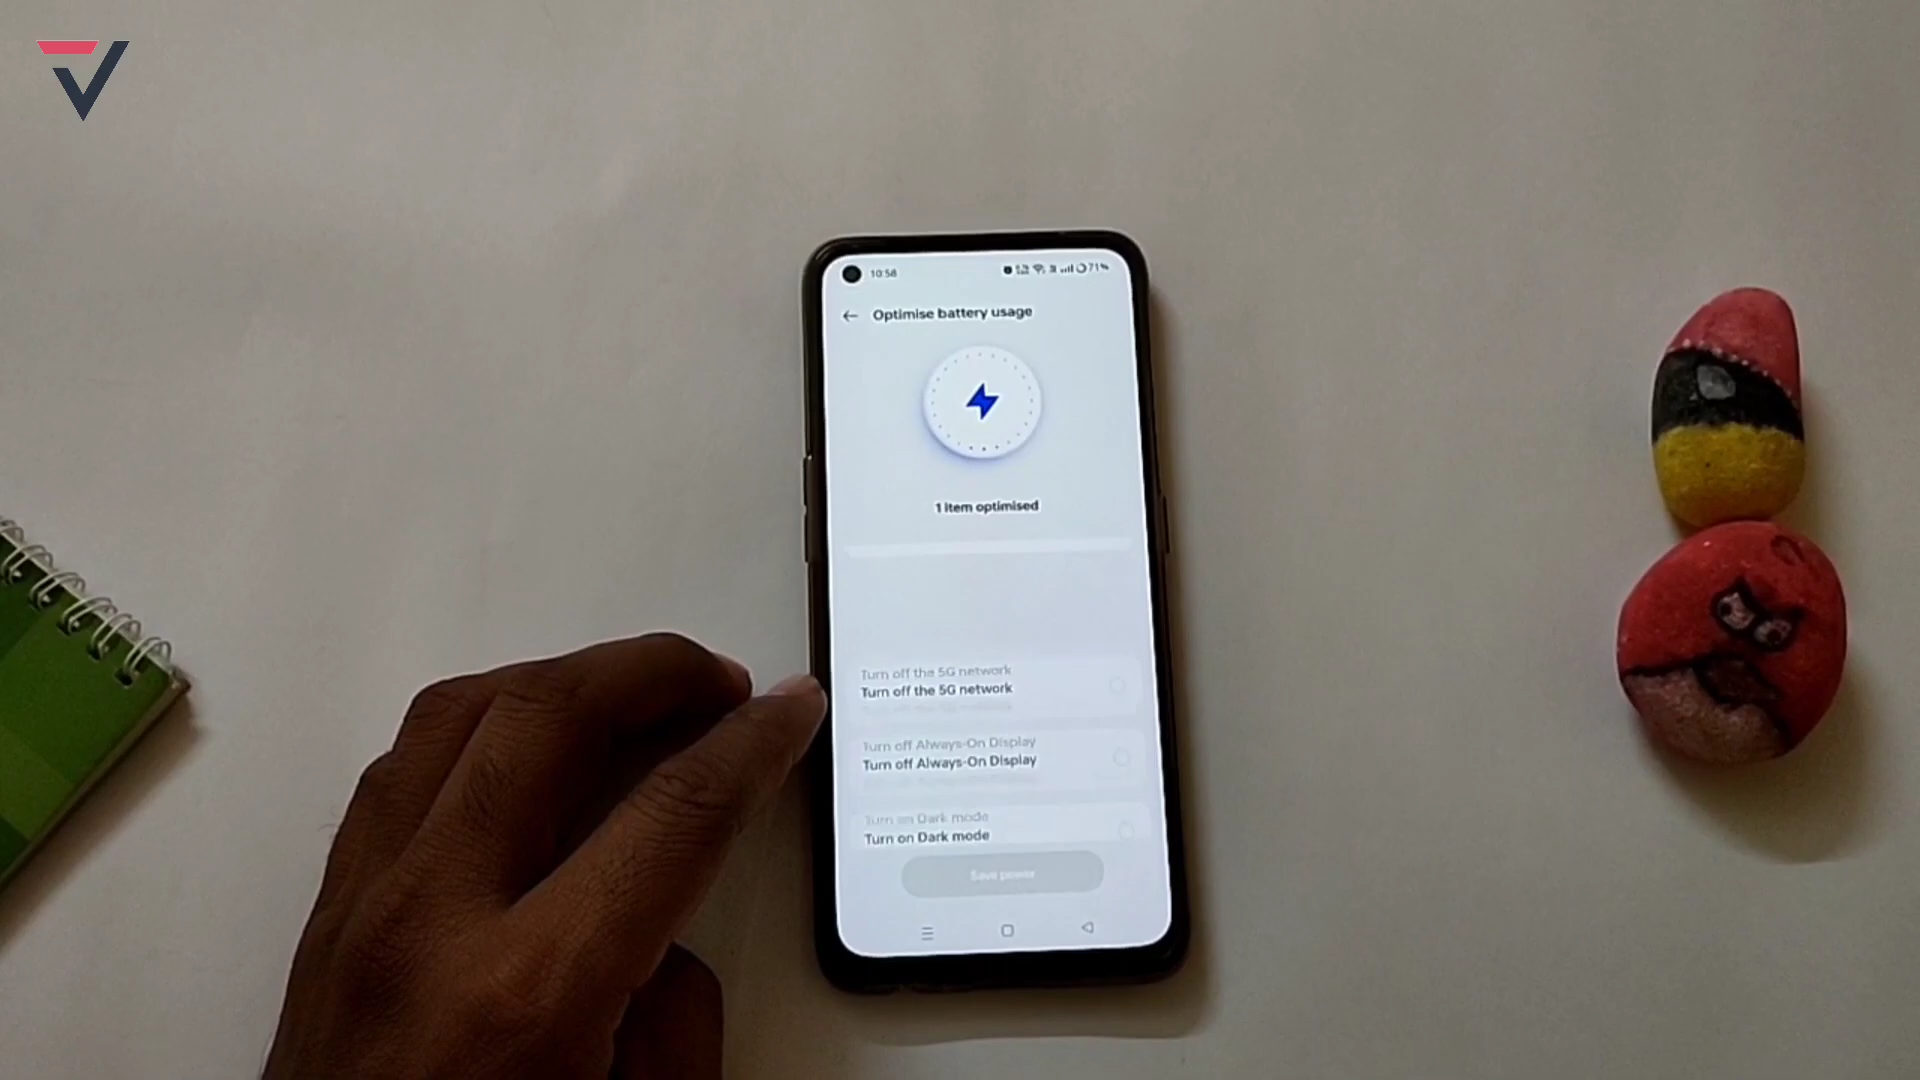 10:58
71%
Optimise battery usage
1 item optimised
Turn off the 5G network
Turn off the 5G network
Turn off Always-On Display
Turn off Always-On Display
Turn on Dark mode
Turn on Dark mode
Save power